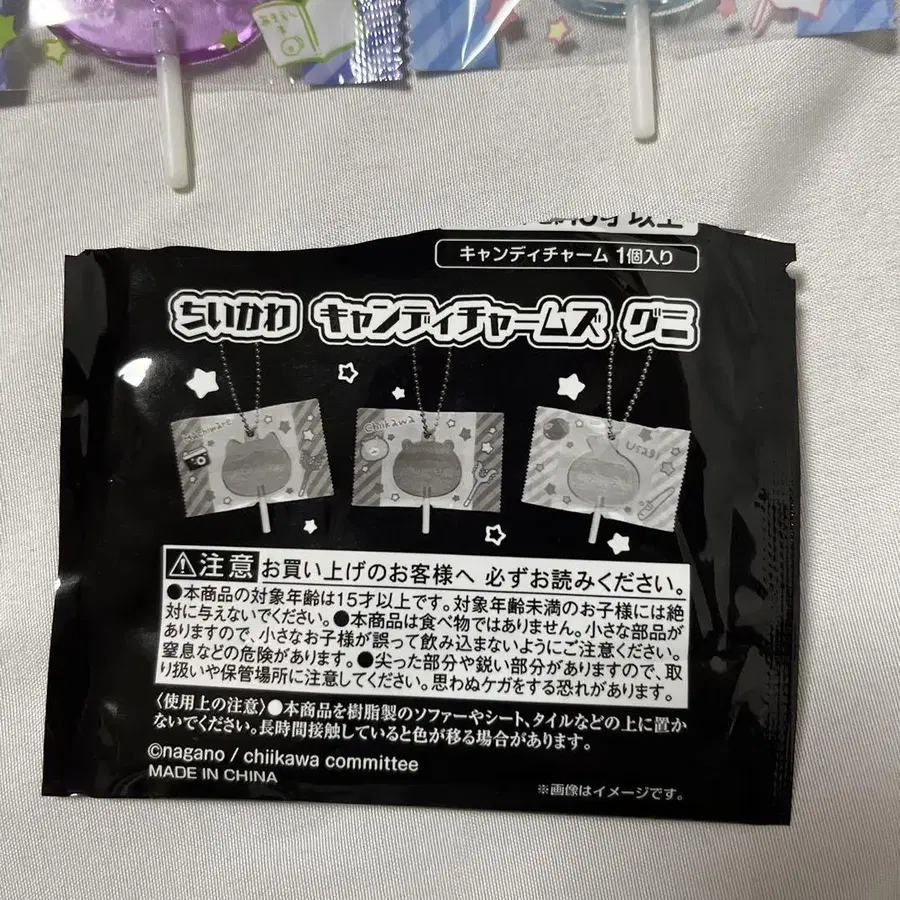 キャンディチャーム 1個入り
ちいかわ キャンディチャームズ グミ
Hachiware
Chiikawa
Usagi
⚠注意 お買い上げのお客様へ 必ずお読みください。
●本商品の対象年齢は15才以上です。対象年齢未満のお子様には絶
対に与えないでください。●本商品は食べ物ではありません。小さな部品が
ありますので、小さなお子様が誤って飲み込まないようにご注意ください。
窒息などの危険があります。●尖った部分や鋭い部分がありますので、取
り扱いや保管場所に注意してください。思わぬケガをする恐れがあります。
〈使用上の注意〉●本商品を樹脂製のソファーやシート、タイルなどの上に置か
ないでください。長時間接触していると色が移る場合があります。
©nagano / chiikawa committee
MADE IN CHINA
※画像はイメージです。